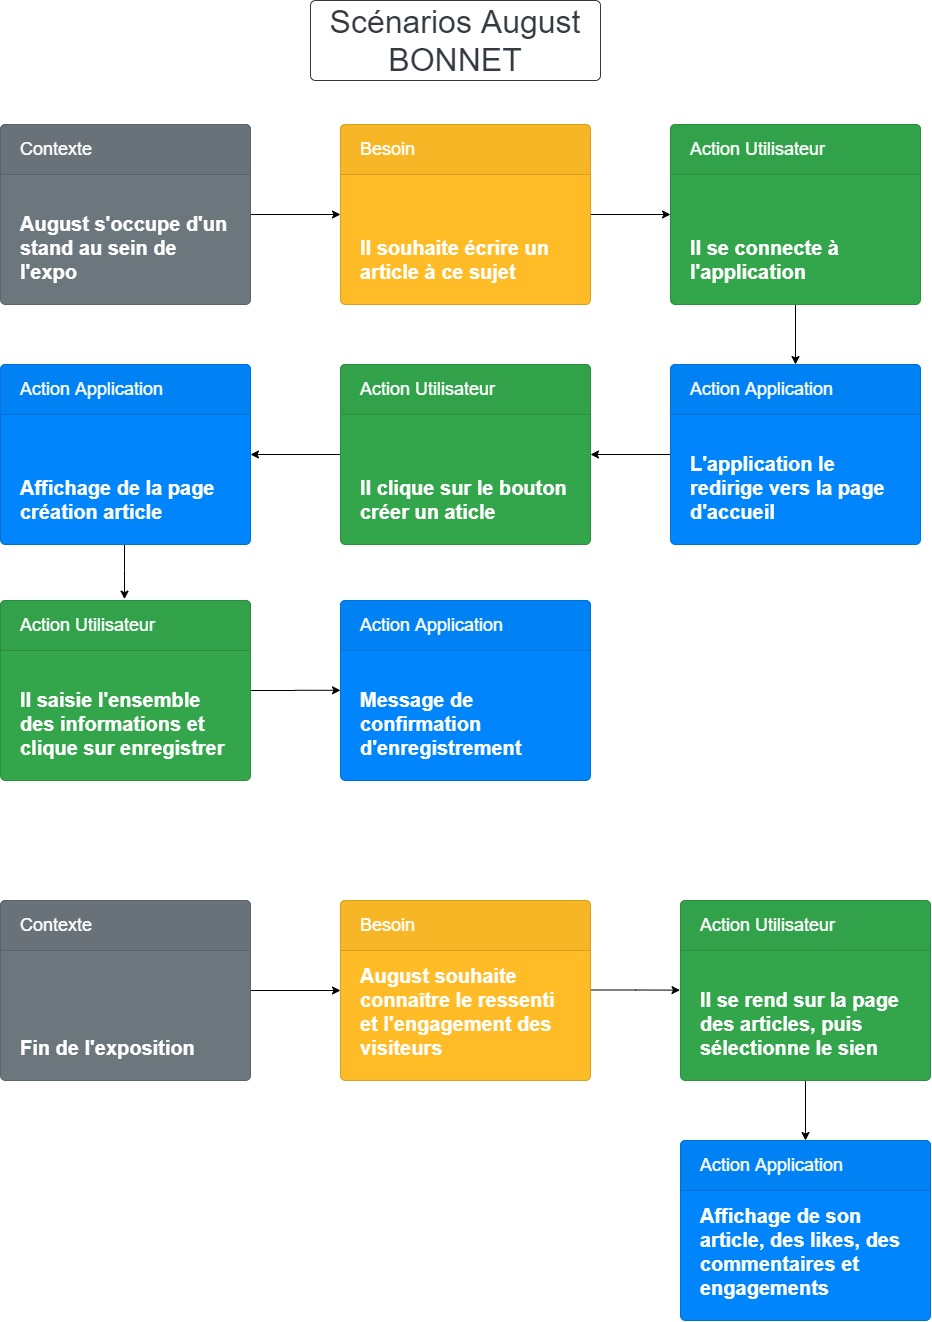 Scénarios August
BONNET
Contexte
August s'occupe d'un
stand au sein de
l'expo
Besoin
Il souhaite écrire un
article à ce sujet
Action Utilisateur
Il se connecte à
l'application
Action Application
L'application le
redirige vers la page
d'accueil
Action Utilisateur
Il clique sur le bouton
créer un aticle
Action Application
Affichage de la page
création article
Action Utilisateur
Il saisie l'ensemble
des informations et
clique sur enregistrer
Action Application
Message de
confirmation
d'enregistrement
Contexte
Fin de l'exposition
Besoin
August souhaite
connaître le ressenti
et l'engagement des
visiteurs
Action Utilisateur
Il se rend sur la page
des articles, puis
sélectionne le sien
Action Application
Affichage de son
article, des likes, des
commentaires et
engagements